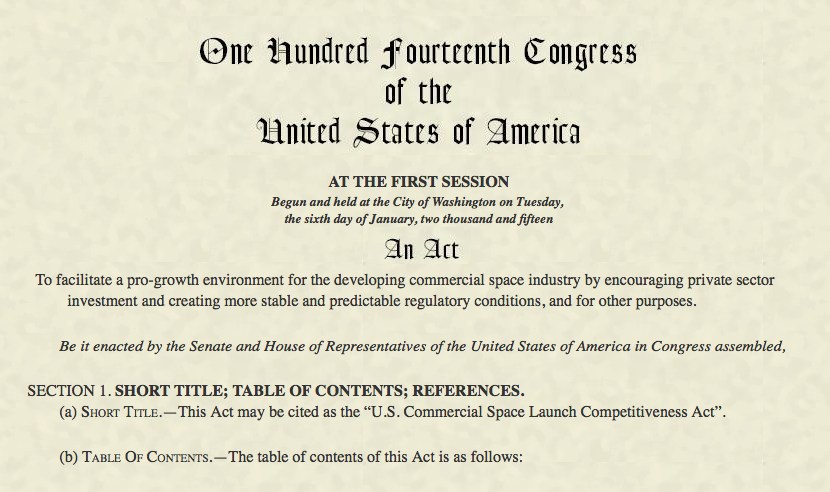 One Hundred Fourteenth Congress
of the
United States of America
AT THE FIRST SESSION
Begun and held at the City of Washington on Tuesday,
the sixth day of January, two thousand and fifteen
An Act
To facilitate a pro-growth environment for the developing commercial space industry by encouraging private sector
investment and creating more stable and predictable regulatory conditions, and for other purposes.
Be it enacted by the Senate and House of Representatives of the United States of America in Congress assembled,
SECTION 1. SHORT TITLE; TABLE OF CONTENTS; REFERENCES.
(a) SHORT TITLE.—This Act may be cited as the “U.S. Commercial Space Launch Competitiveness Act”.
(b) TABLE OF CONTENTS.—The table of contents of this Act is as follows: